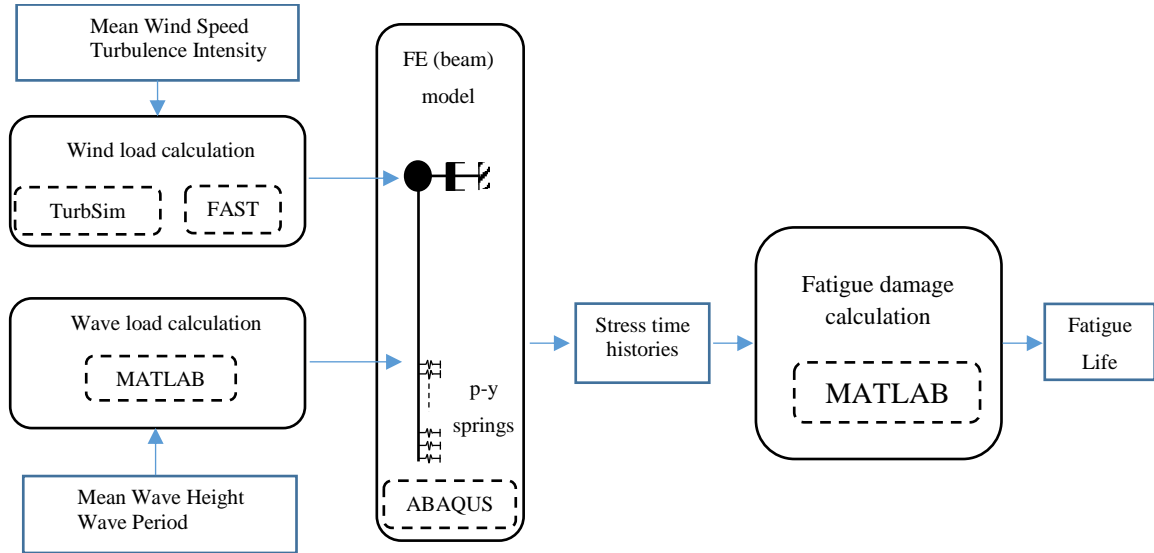 Mean Wind Speed
Turbulence Intensity
Wind load calculation
TurbSim
FAST
Wave load calculation
MATLAB
Mean Wave Height
Wave Period
FE (beam)
model
p-y
springs
ABAQUS
Stress time
histories
Fatigue damage
calculation
MATLAB
Fatigue
Life